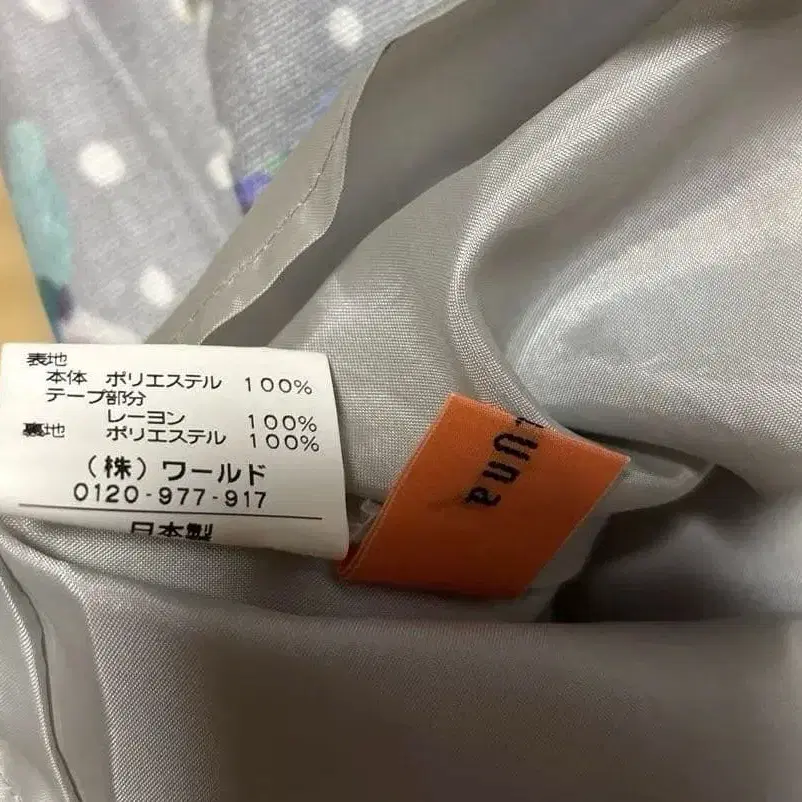 表地
本体 ポリエステル 100%
テープ部分
レーヨン 100%
裏地 ポリエステル 100%
(株)ワールド
0120-977-917
日本製